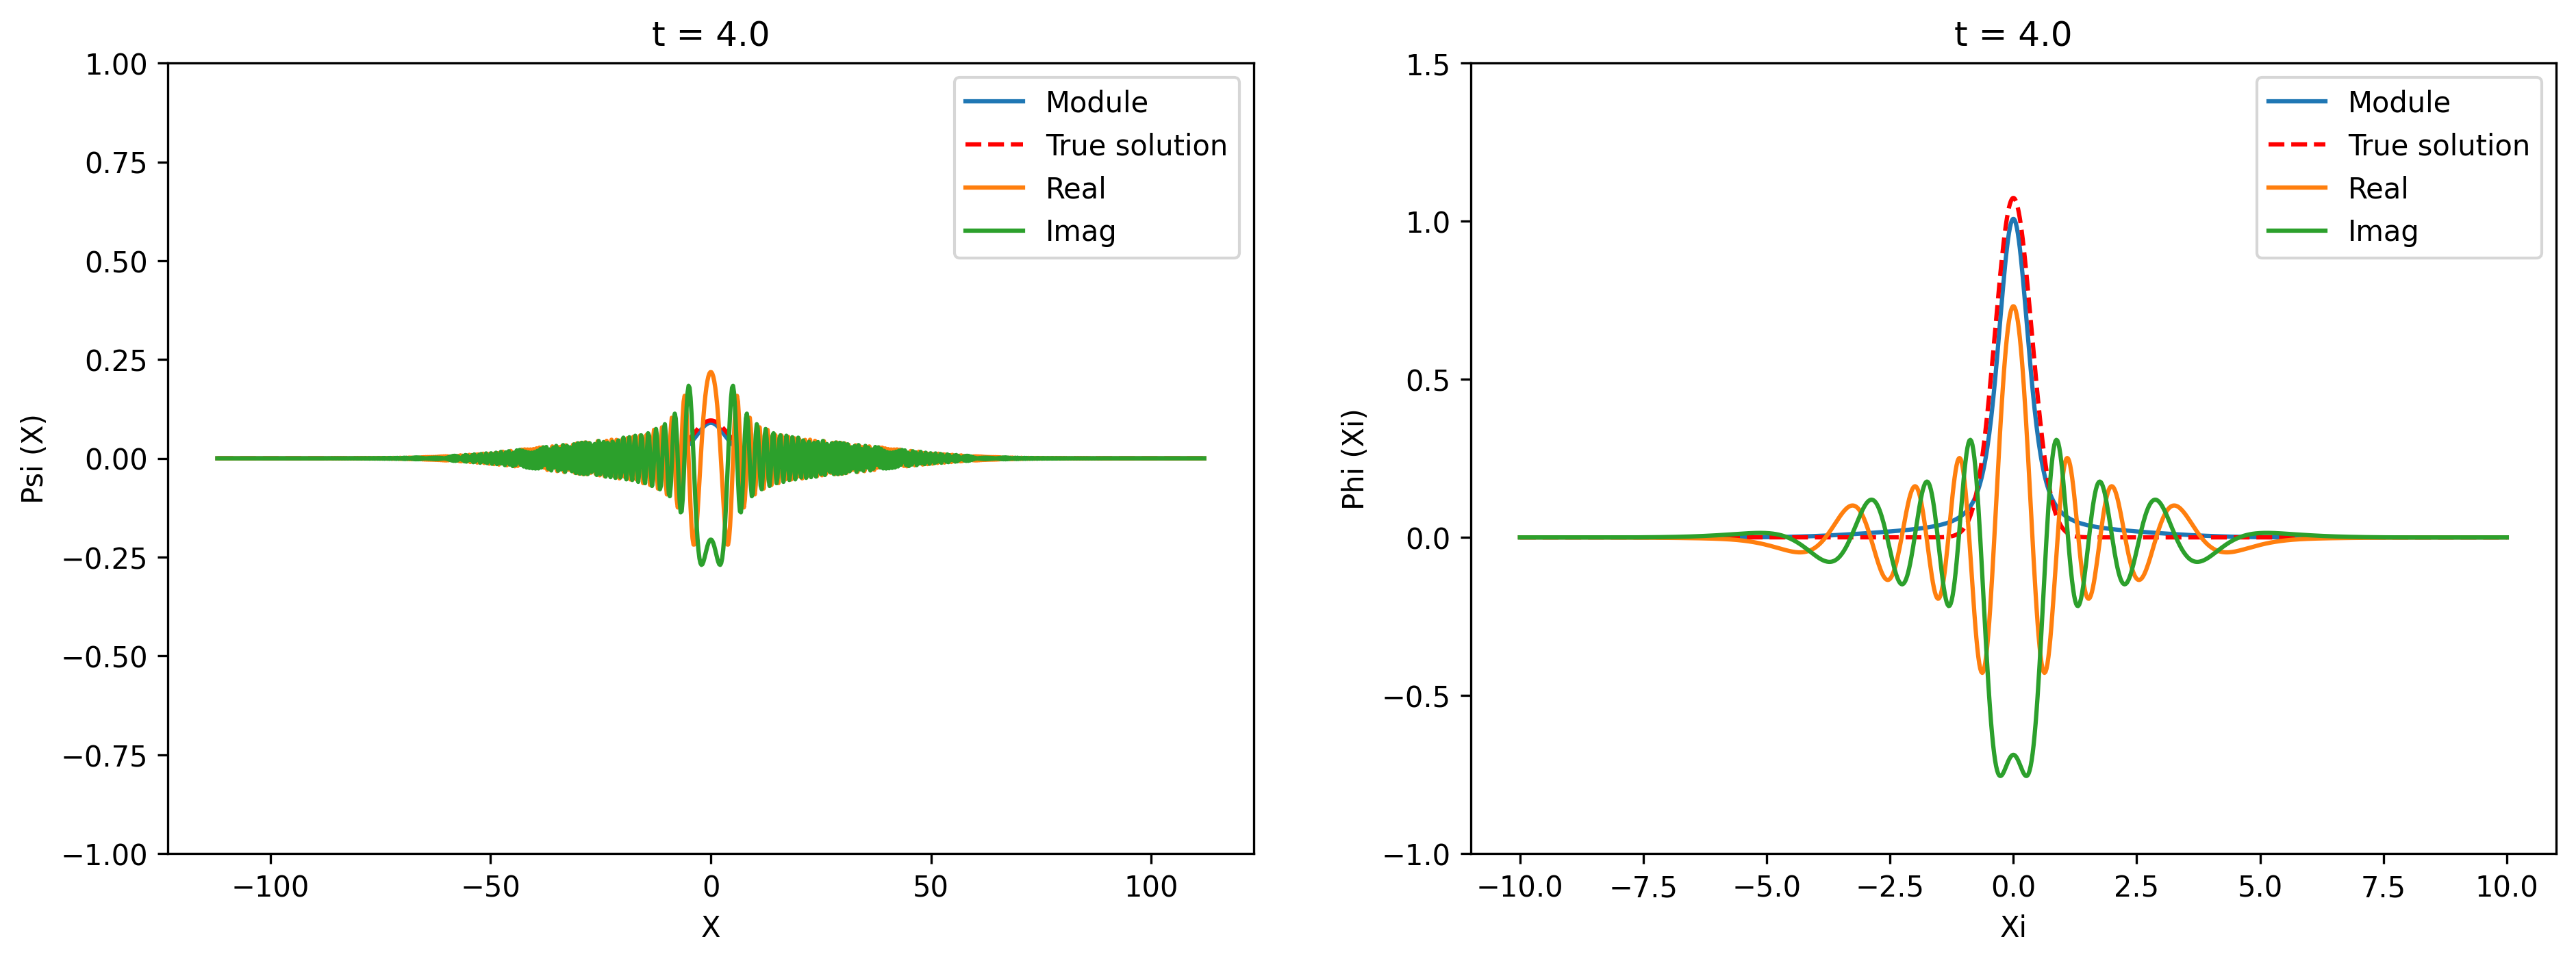 t = 4.0
1.00
0.75
0.50
0.25
0.00
−0.25
−0.50
−0.75
−1.00
Psi (X)
−100
−50
0
50
100
X
Module
True solution
Real
Imag
t = 4.0
1.5
1.0
0.5
0.0
−0.5
−1.0
Phi (Xi)
−10.0
−7.5
−5.0
−2.5
0.0
2.5
5.0
7.5
10.0
Xi
Module
True solution
Real
Imag